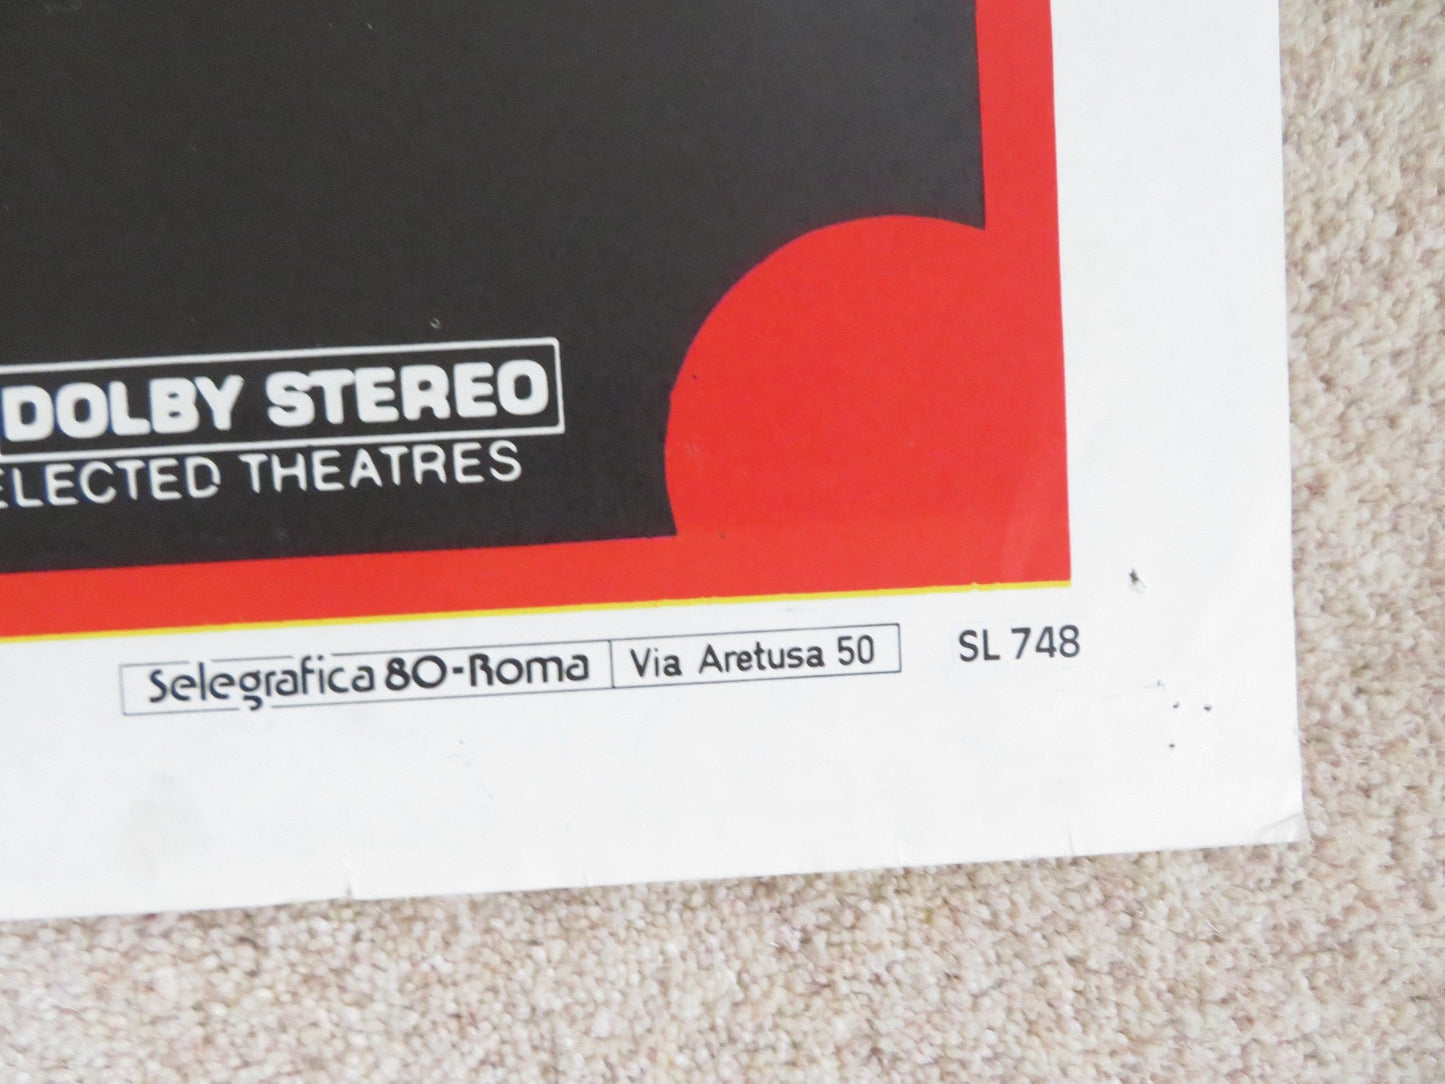 DOLBY STEREO
ELECTED THEATRES
Selegrafica 80-Roma Via Aretusa 50 SL 748